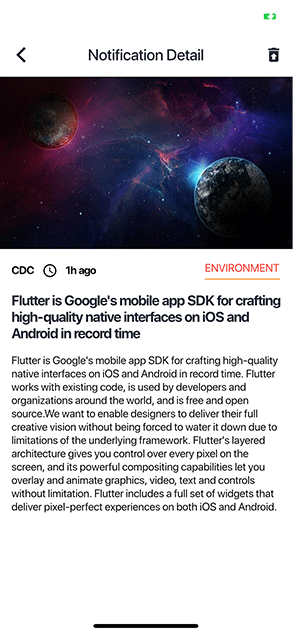 Notification Detail
CDC 1h ago ENVIRONMENT
Flutter is Google's mobile app SDK for crafting
high-quality native interfaces on iOS and
Android in record time
Flutter is Google's mobile app SDK for crafting high-quality
native interfaces on iOS and Android in record time. Flutter
works with existing code, is used by developers and
organizations around the world, and is free and open
source.We want to enable designers to deliver their full
creative vision without being forced to water it down due to
limitations of the underlying framework. Flutter's layered
architecture gives you control over every pixel on the
screen, and its powerful compositing capabilities let you
overlay and animate graphics, video, text and controls
without limitation. Flutter includes a full set of widgets that
deliver pixel-perfect experiences on both iOS and Android.